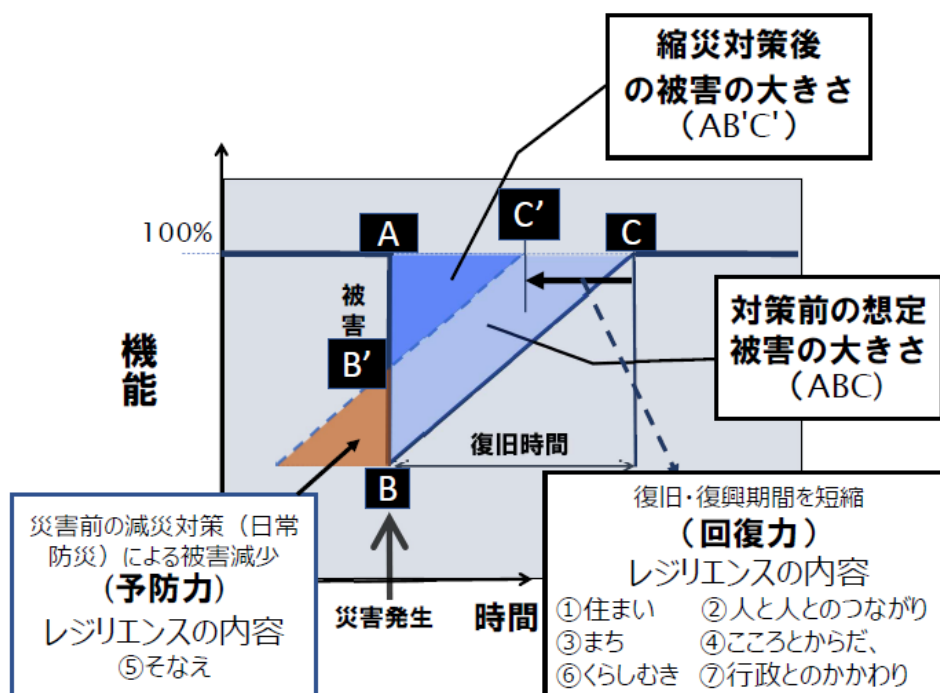 縮災対策後
の被害の大きさ
（AB'C'）
100%
A
C’
C
被
害
B’
機
能
対策前の想定
被害の大きさ
（ABC）
復旧時間
B
災害発生
時間
災害前の減災対策（日常
防災）による被害減少
(予防力)
レジリエンスの内容
⑤そなえ
復旧・復興期間を短縮
（回復力）
レジリエンスの内容
①住まい　②人と人とのつながり
③まち　④こころとからだ、
⑥くらしむき　⑦行政とのかかわり